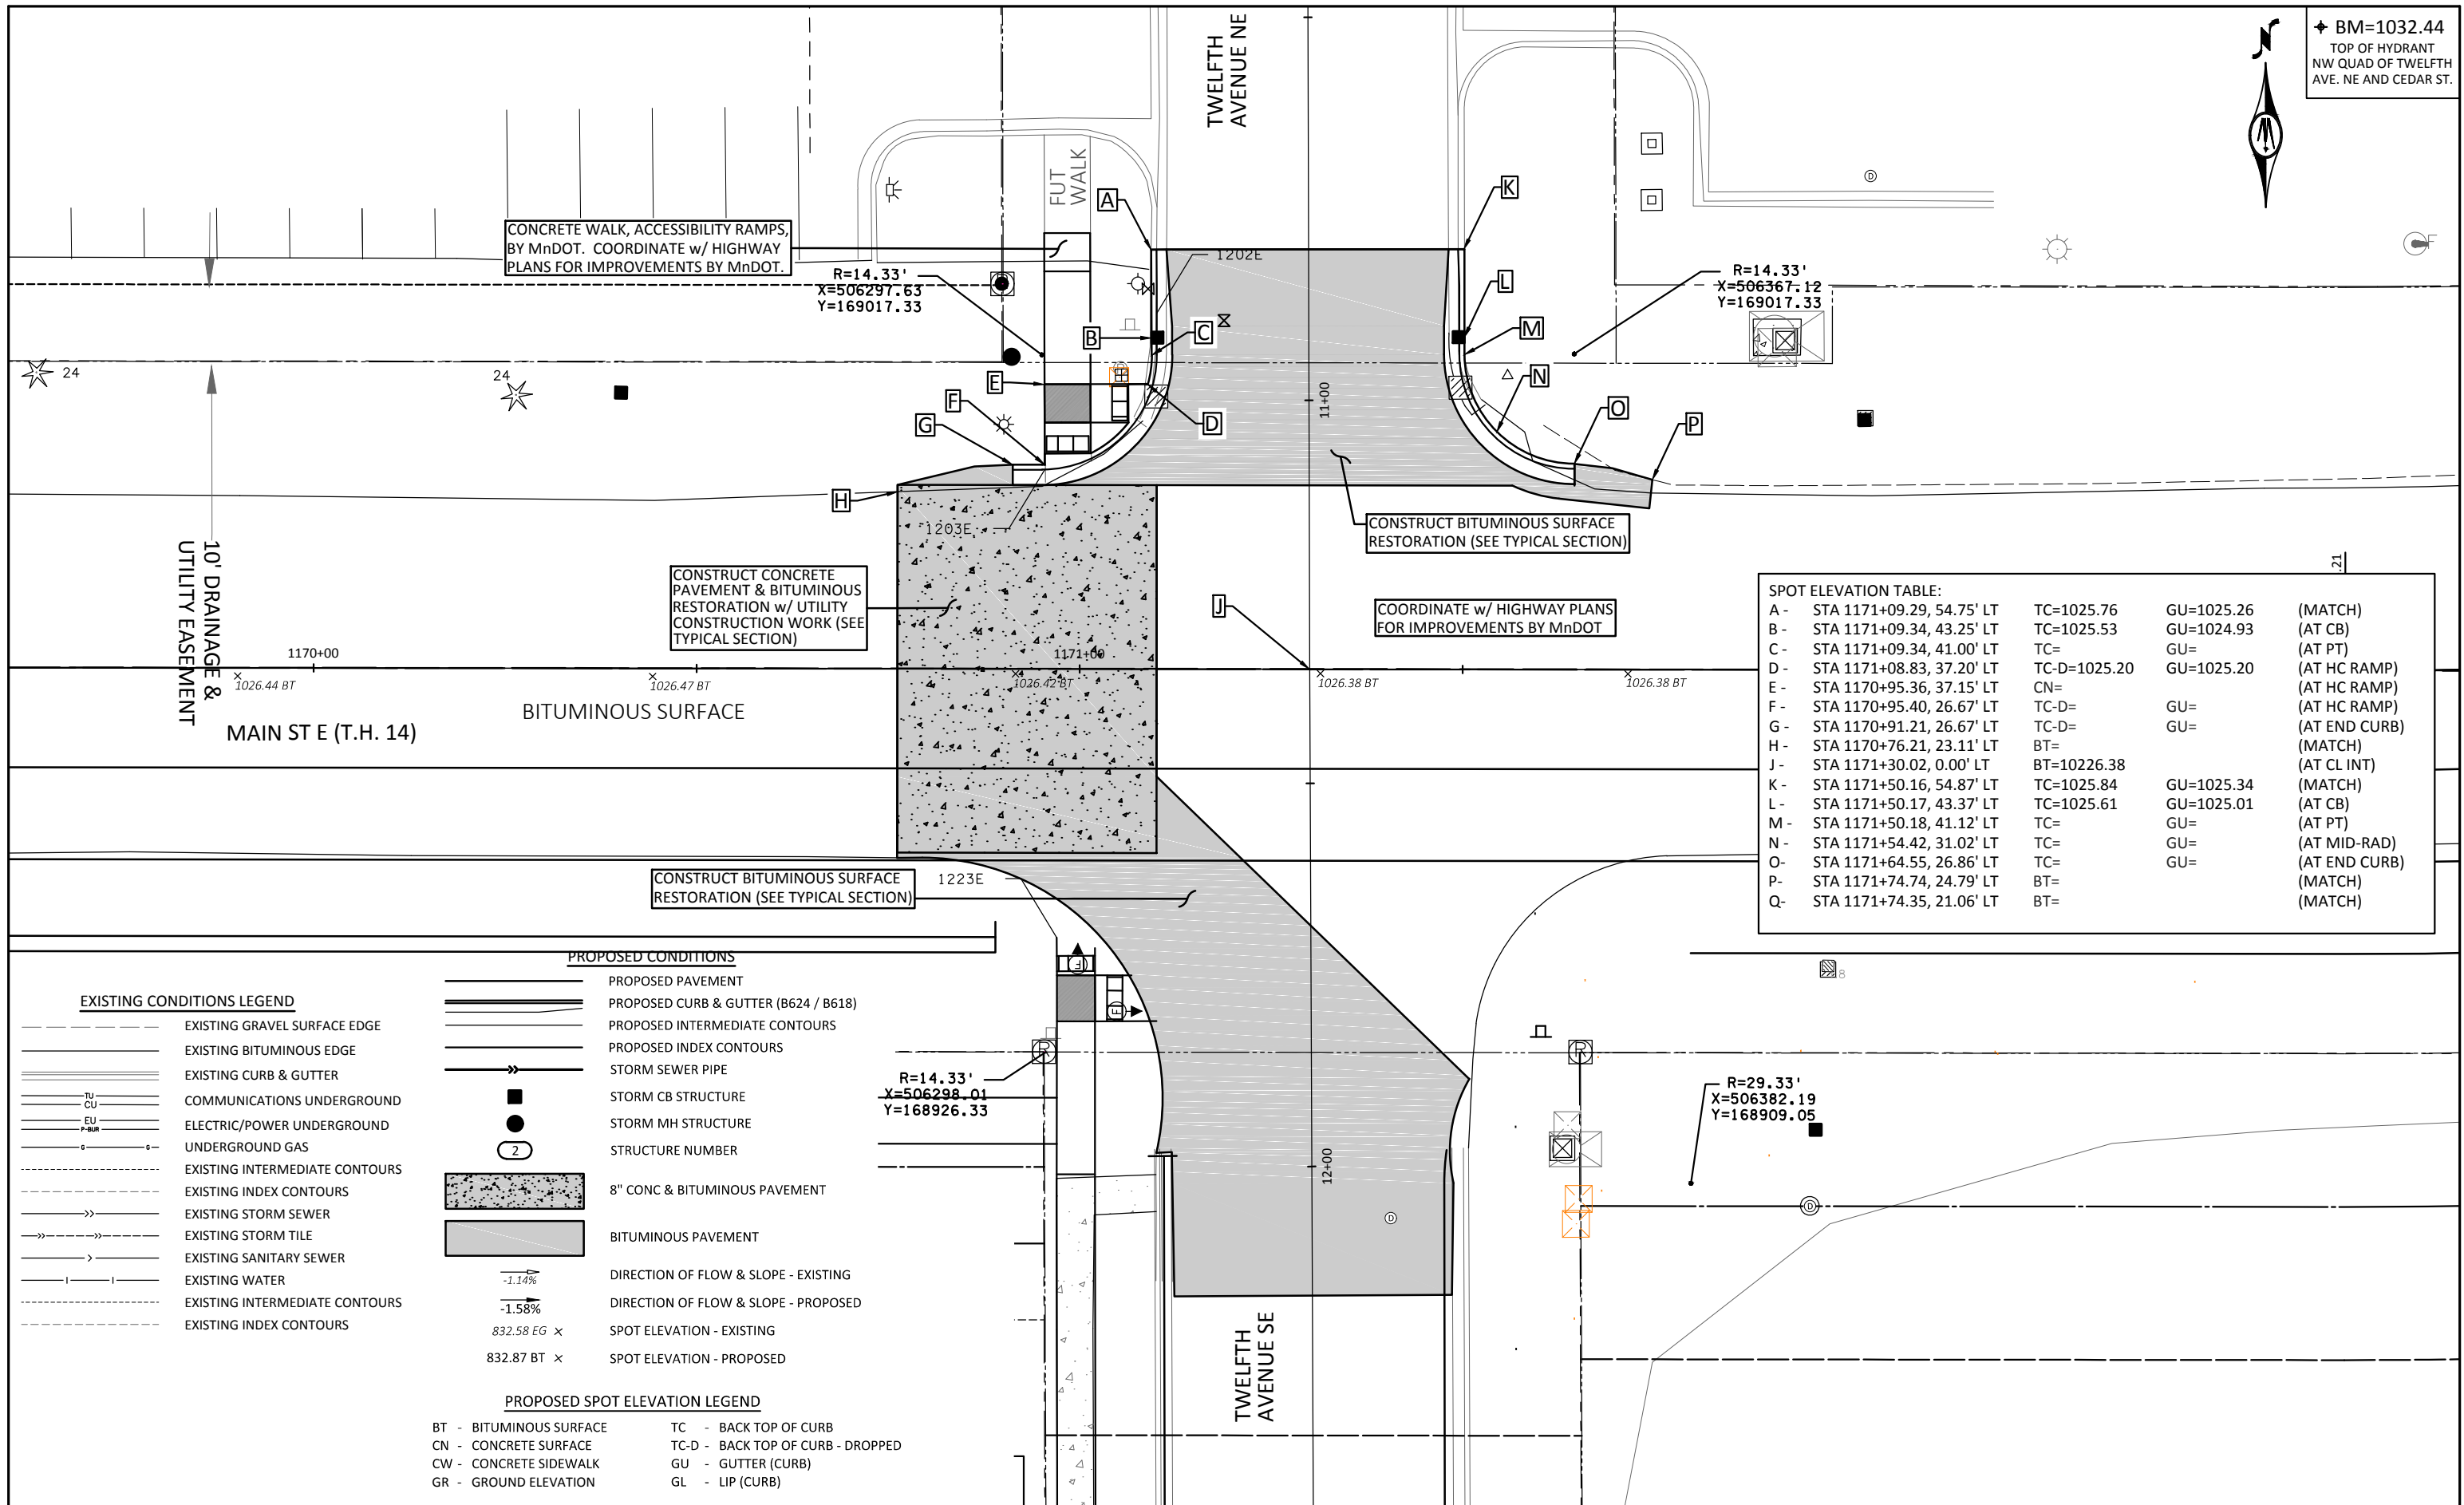 TWELFTH
AVENUE NE
BM=1032.44
TOP OF HYDRANT
NW QUAD OF TWELFTH
AVE. NE AND CEDAR ST.
N
FUT
WALK
CONCRETE WALK, ACCESSIBILITY RAMPS,
BY MnDOT. COORDINATE w/ HIGHWAY
PLANS FOR IMPROVEMENTS BY MnDOT.
R=14.33'
X=506297.63
Y=169017.33
1202E
R=14.33'
X=506367.12
Y=169017.33
A
K
L
B
C
M
E
N
F
O
G
D
P
H
J
D
F
24
24
11+00
1203E
10' DRAINAGE &
UTILITY EASEMENT
CONSTRUCT BITUMINOUS SURFACE
RESTORATION (SEE TYPICAL SECTION)
CONSTRUCT CONCRETE
PAVEMENT & BITUMINOUS
RESTORATION w/ UTILITY
CONSTRUCTION WORK (SEE
TYPICAL SECTION)
COORDINATE w/ HIGHWAY PLANS
FOR IMPROVEMENTS BY MnDOT
1170+00
1171+00
1026.44 BT
1026.47 BT
1026.42 BT
1026.38 BT
1026.38 BT
BITUMINOUS SURFACE
MAIN ST E (T.H. 14)
.21
SPOT ELEVATION TABLE:
A - STA 1171+09.29, 54.75' LT TC=1025.76 GU=1025.26 (MATCH)
B - STA 1171+09.34, 43.25' LT TC=1025.53 GU=1024.93 (AT CB)
C - STA 1171+09.34, 41.00' LT TC= GU= (AT PT)
D - STA 1171+08.83, 37.20' LT TC-D=1025.20 GU=1025.20 (AT HC RAMP)
E - STA 1170+95.36, 37.15' LT CN= (AT HC RAMP)
F - STA 1170+95.40, 26.67' LT TC-D= GU= (AT HC RAMP)
G - STA 1170+91.21, 26.67' LT TC-D= GU= (AT END CURB)
H - STA 1170+76.21, 23.11' LT BT= (MATCH)
J - STA 1171+30.02, 0.00' LT BT=10226.38 (AT CL INT)
K - STA 1171+50.16, 54.87' LT TC=1025.84 GU=1025.34 (MATCH)
L - STA 1171+50.17, 43.37' LT TC=1025.61 GU=1025.01 (AT CB)
M - STA 1171+50.18, 41.12' LT TC= GU= (AT PT)
N - STA 1171+54.42, 31.02' LT TC= GU= (AT MID-RAD)
O- STA 1171+64.55, 26.86' LT TC= GU= (AT END CURB)
P- STA 1171+74.74, 24.79' LT BT= (MATCH)
Q- STA 1171+74.35, 21.06' LT BT= (MATCH)
CONSTRUCT BITUMINOUS SURFACE
RESTORATION (SEE TYPICAL SECTION)
1223E
F
F
R
R
8
R=14.33'
X=506298.01
Y=168926.33
R=29.33'
X=506382.19
Y=168909.05
12+00
D
D
TWELFTH
AVENUE SE
EXISTING CONDITIONS LEGEND
EXISTING GRAVEL SURFACE EDGE
EXISTING BITUMINOUS EDGE
EXISTING CURB & GUTTER
TU
CU
COMMUNICATIONS UNDERGROUND
EU
P-BUR
ELECTRIC/POWER UNDERGROUND
G G UNDERGROUND GAS
EXISTING INTERMEDIATE CONTOURS
EXISTING INDEX CONTOURS
EXISTING STORM SEWER
EXISTING STORM TILE
EXISTING SANITARY SEWER
I I EXISTING WATER
EXISTING INTERMEDIATE CONTOURS
EXISTING INDEX CONTOURS
PROPOSED CONDITIONS
PROPOSED PAVEMENT
PROPOSED CURB & GUTTER (B624 / B618)
PROPOSED INTERMEDIATE CONTOURS
PROPOSED INDEX CONTOURS
STORM SEWER PIPE
STORM CB STRUCTURE
STORM MH STRUCTURE
2 STRUCTURE NUMBER
8" CONC & BITUMINOUS PAVEMENT
BITUMINOUS PAVEMENT
-1.14% DIRECTION OF FLOW & SLOPE - EXISTING
-1.58% DIRECTION OF FLOW & SLOPE - PROPOSED
832.58 EG × SPOT ELEVATION - EXISTING
832.87 BT × SPOT ELEVATION - PROPOSED
PROPOSED SPOT ELEVATION LEGEND
BT - BITUMINOUS SURFACE
CN - CONCRETE SURFACE
CW - CONCRETE SIDEWALK
GR - GROUND ELEVATION
TC - BACK TOP OF CURB
TC-D - BACK TOP OF CURB - DROPPED
GU - GUTTER (CURB)
GL - LIP (CURB)